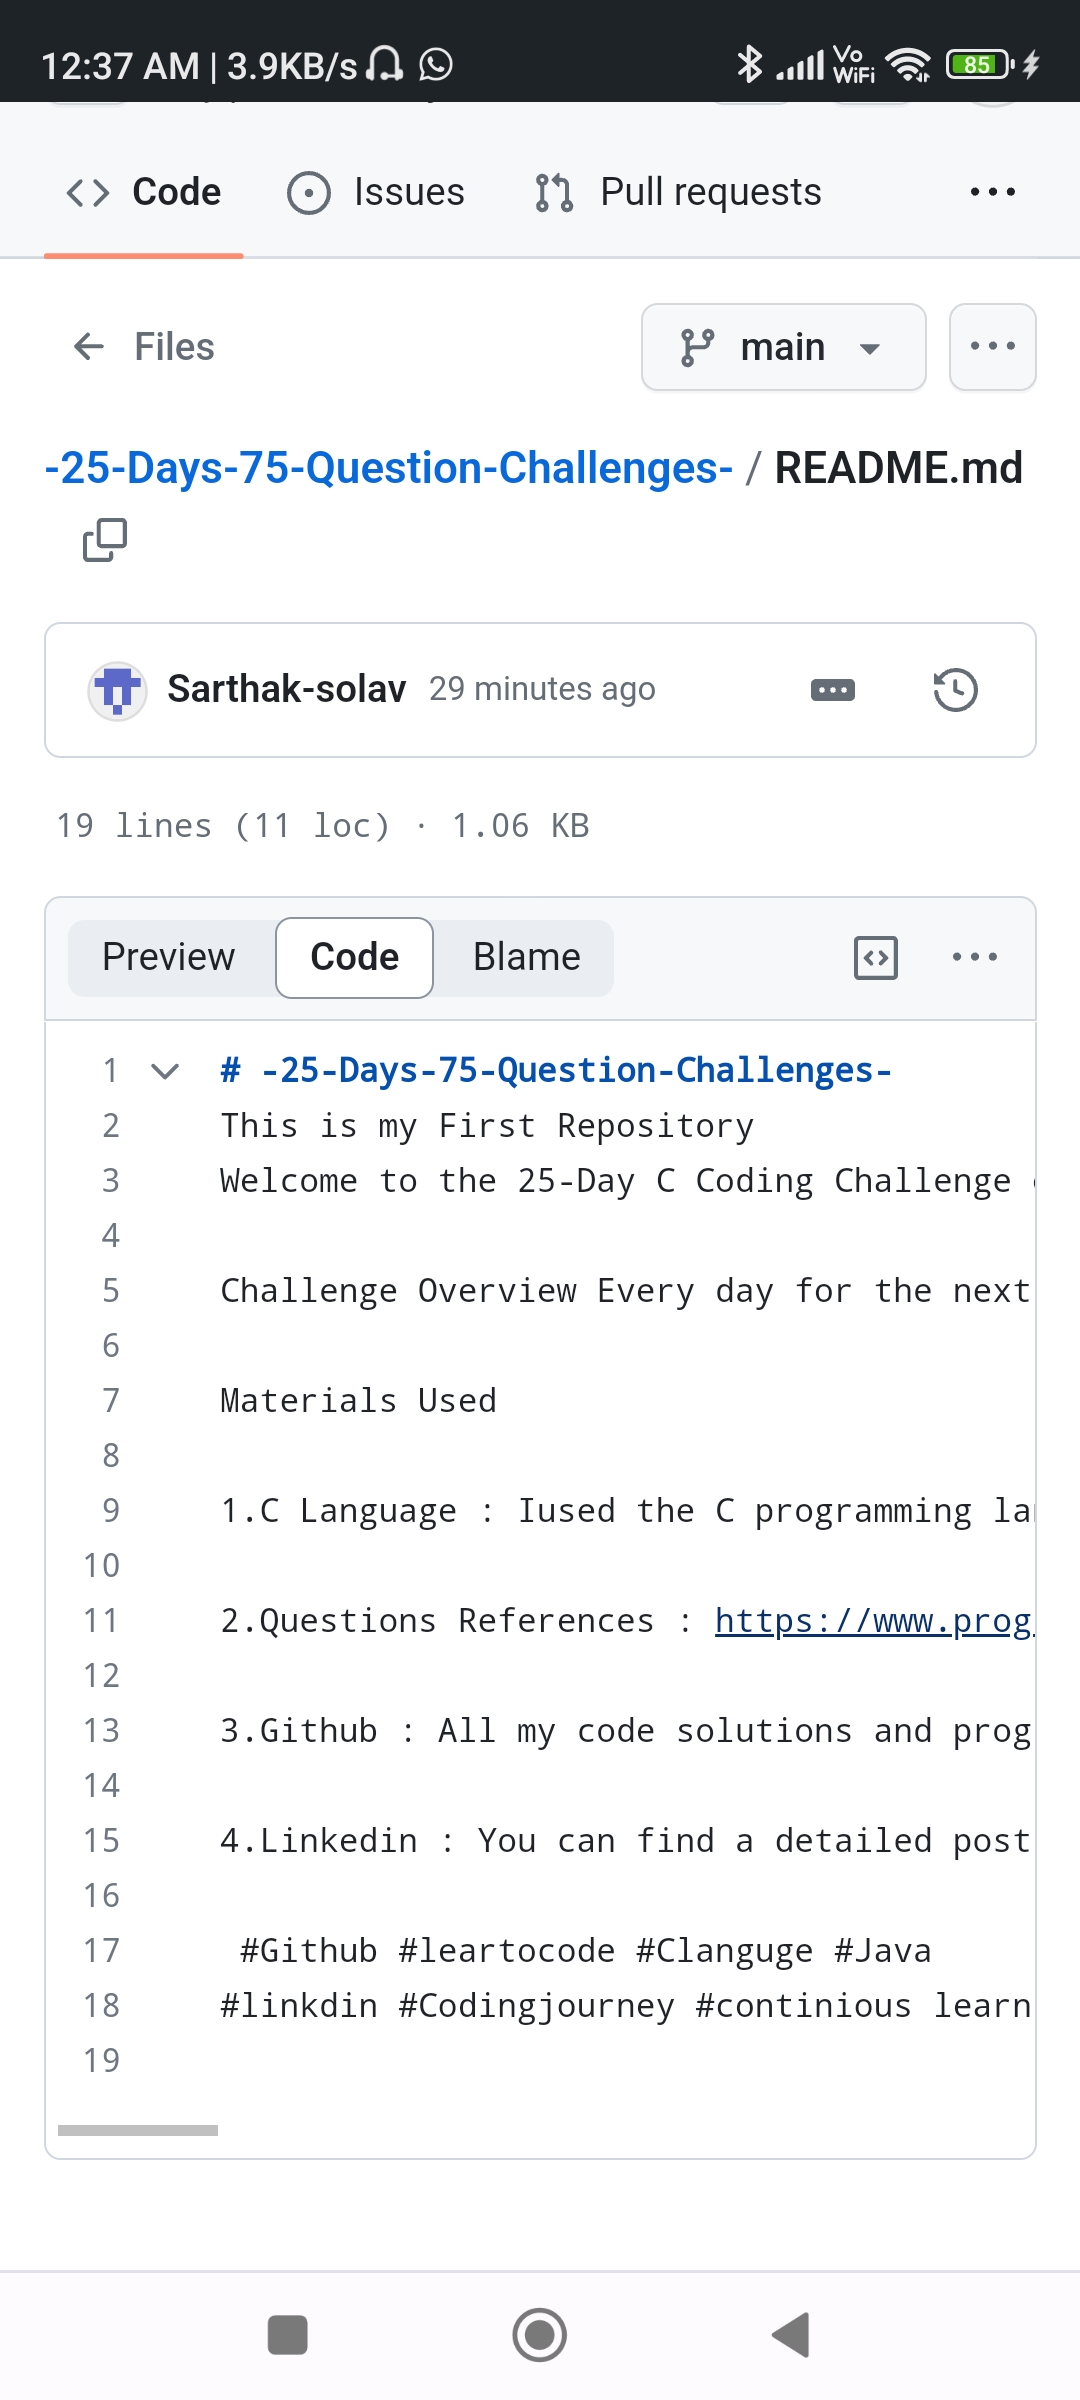 12:37 AM | 3.9KB/s Vo WiFi 85
Code Issues Pull requests
Files main
-25-Days-75-Question-Challenges- / README.md
Sarthak-solav 29 minutes ago
19 lines (11 loc) · 1.06 KB
Preview Code Blame
1 # -25-Days-75-Question-Challenges-
2 This is my First Repository
3 Welcome to the 25-Day C Coding Challenge
4
5 Challenge Overview Every day for the next
6
7 Materials Used
8
9 1.C Language : Iused the C programming la
10
11 2.Questions References : https://www.prog
12
13 3.Github : All my code solutions and prog
14
15 4.Linkedin : You can find a detailed post
16
17 #Github #leartocode #Clanguge #Java
18 #linkdin #Codingjourney #continious learn
19